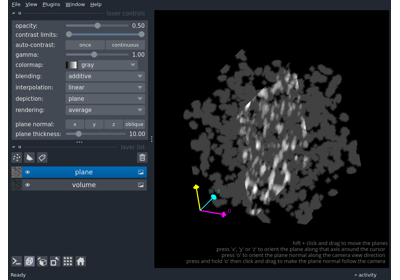 File View Plugins Window Help
layer controls
opacity: 0.50
contrast limits:
auto-contrast: once continuous
gamma: 1.00
colormap: gray
blending: additive
interpolation: linear
depiction: plane
rendering: average
plane normal: x y z oblique
plane thickness: 10.00
layer list
plane
volume
hift + click and drag to move the planes
press 'x', 'y' or 'z' to orient the plane along that axis around the cursor
press 'o' to orient the plane normal along the camera view direction
press and hold 'o' then click and drag to make the plane normal follow the camera
Ready
activity